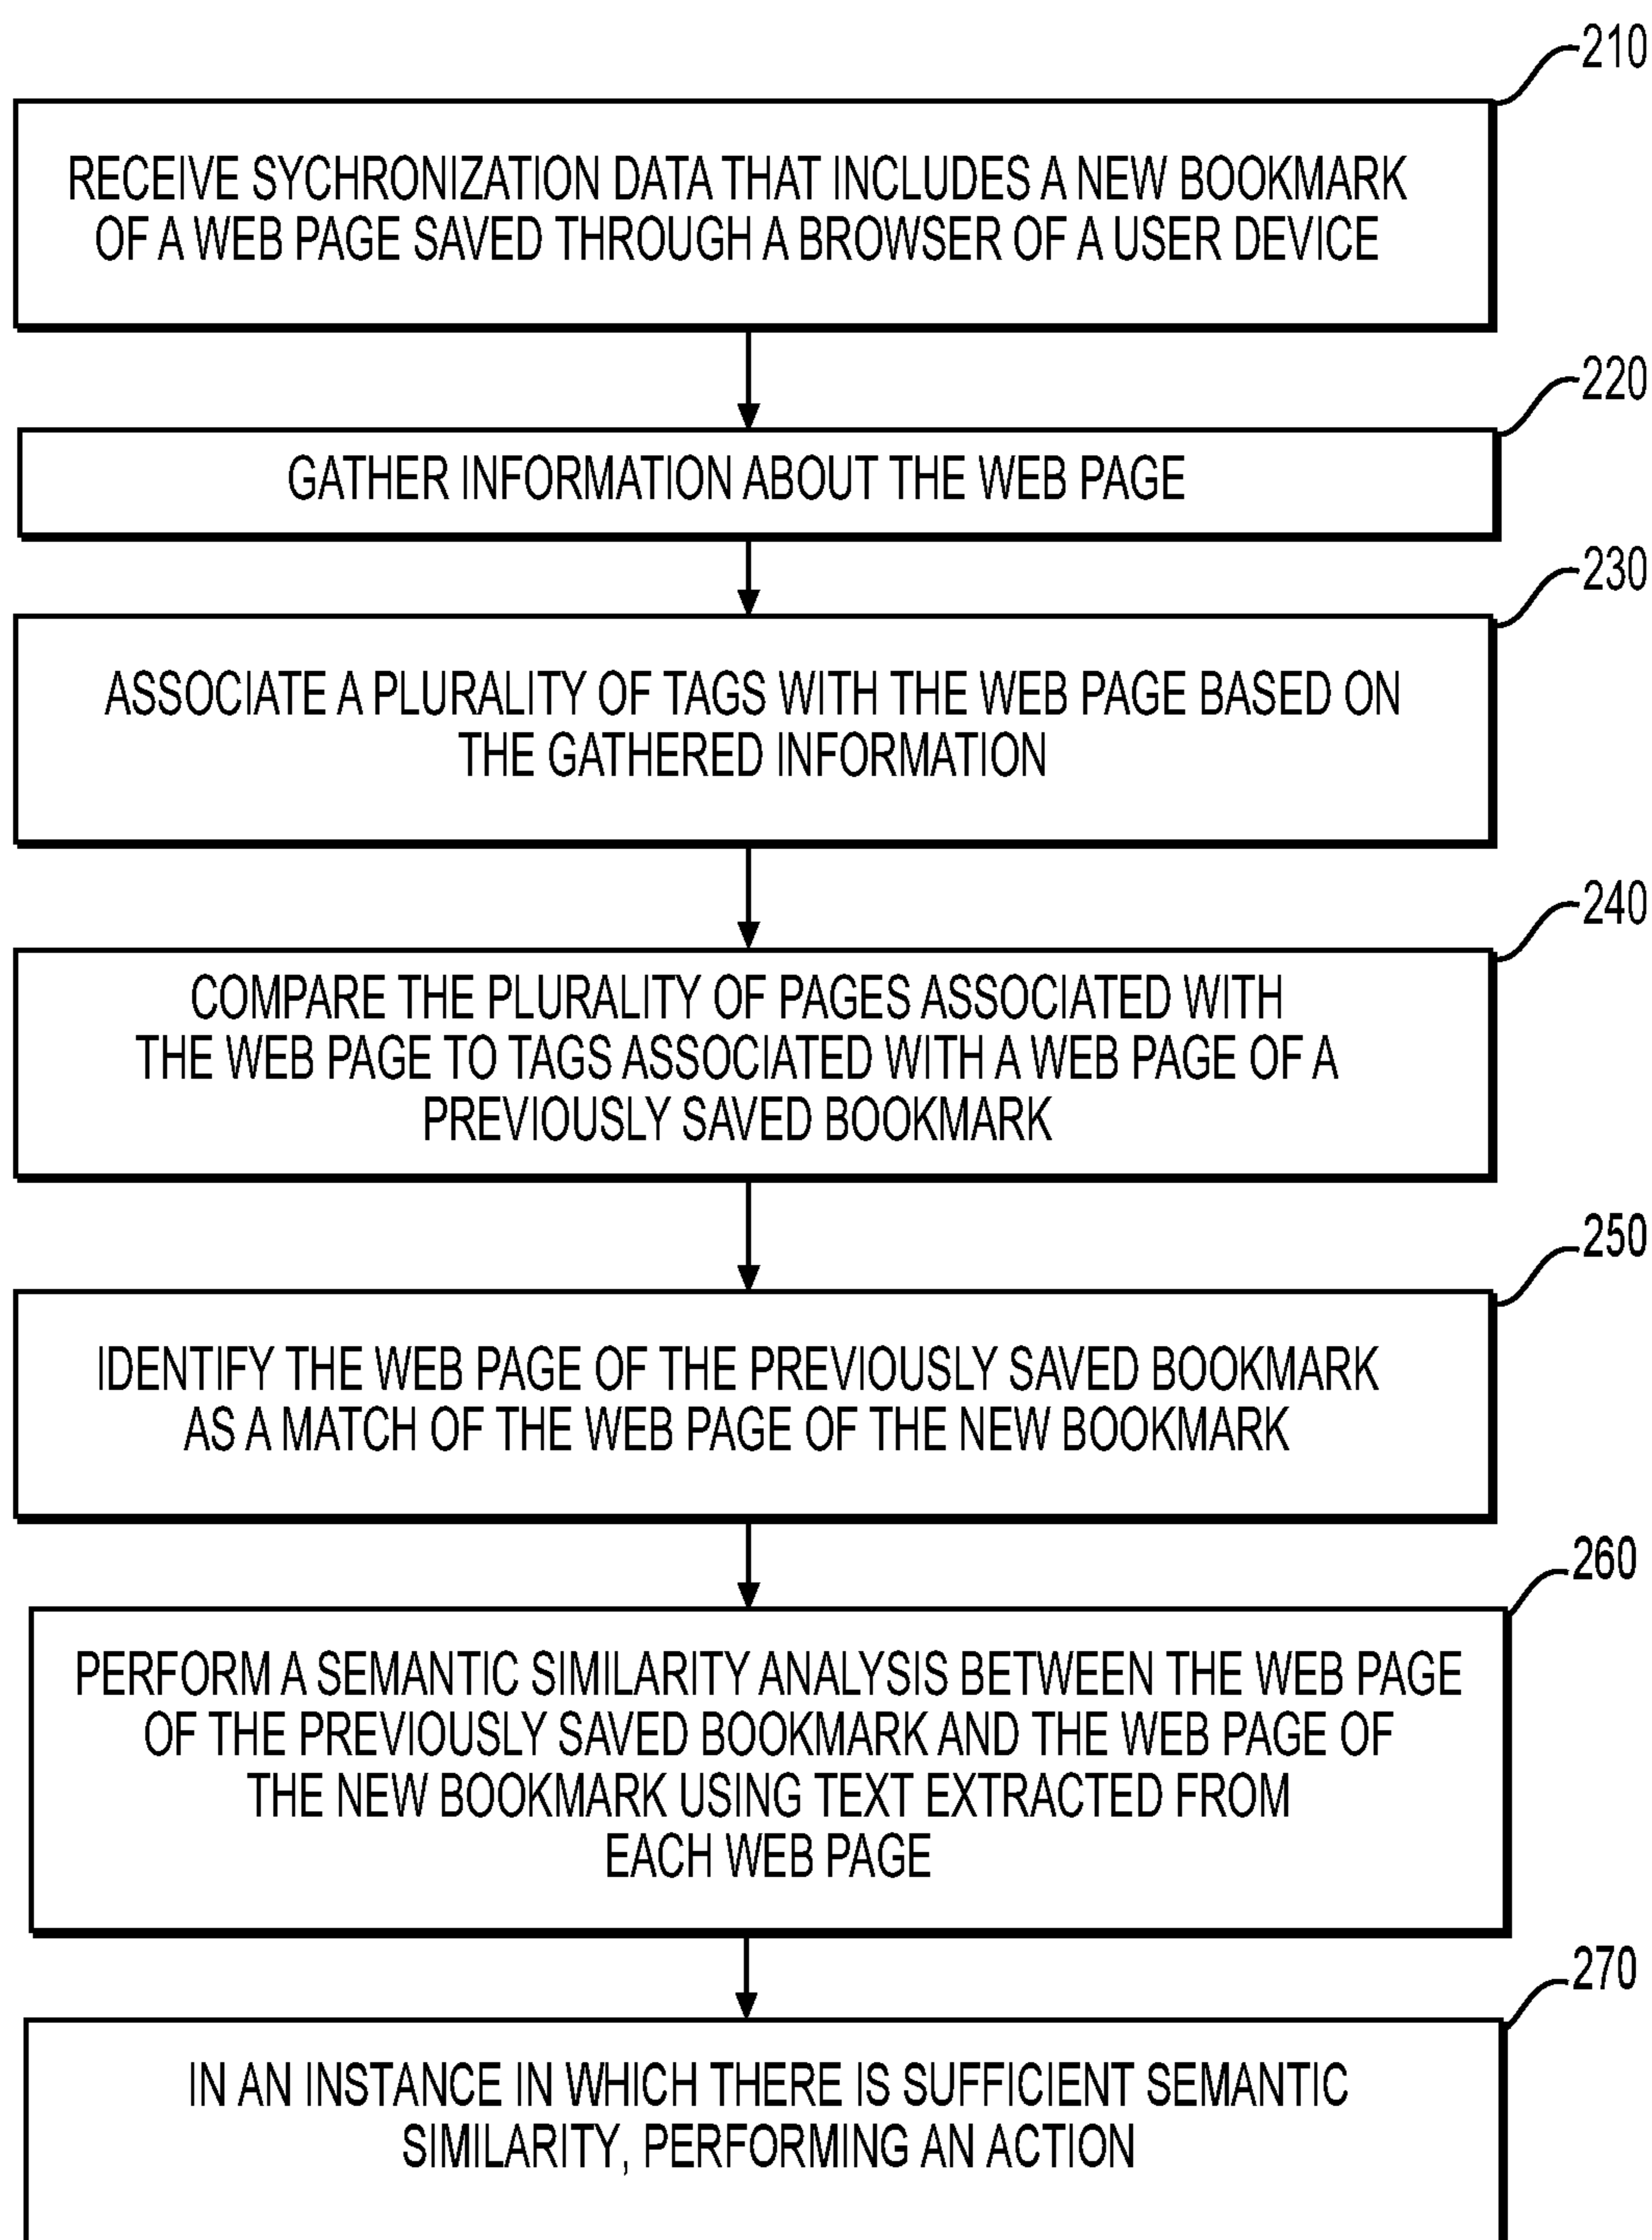 210
RECEIVE SYCHRONIZATION DATA THAT INCLUDES A NEW BOOKMARK
OF A WEB PAGE SAVED THROUGH A BROWSER OF A USER DEVICE
220
GATHER INFORMATION ABOUT THE WEB PAGE
230
ASSOCIATE A PLURALITY OF TAGS WITH THE WEB PAGE BASED ON
THE GATHERED INFORMATION
240
COMPARE THE PLURALITY OF PAGES ASSOCIATED WITH
THE WEB PAGE TO TAGS ASSOCIATED WITH A WEB PAGE OF A
PREVIOUSLY SAVED BOOKMARK
250
IDENTIFY THE WEB PAGE OF THE PREVIOUSLY SAVED BOOKMARK
AS A MATCH OF THE WEB PAGE OF THE NEW BOOKMARK
260
PERFORM A SEMANTIC SIMILARITY ANALYSIS BETWEEN THE WEB PAGE
OF THE PREVIOUSLY SAVED BOOKMARK AND THE WEB PAGE OF
THE NEW BOOKMARK USING TEXT EXTRACTED FROM
EACH WEB PAGE
270
IN AN INSTANCE IN WHICH THERE IS SUFFICIENT SEMANTIC
SIMILARITY, PERFORMING AN ACTION